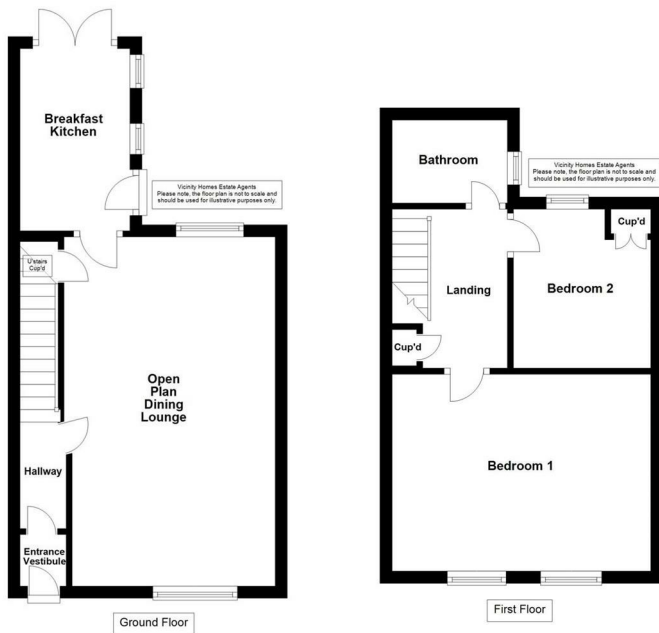 Breakfast
Kitchen
Vicinity Homes Estate Agents
Please note, the floor plan is not to scale and
should be used for illustrative purposes only.
U'stairs
Cup'd
Open
Plan
Dining
Lounge
Hallway
Entrance
Vestibule
Ground Floor
Bathroom
Vicinity Homes Estate Agents
Please note, the floor plan is not to scale and
should be used for illustrative purposes only.
Cup'd
Landing
Bedroom 2
Cup'd
Bedroom 1
First Floor